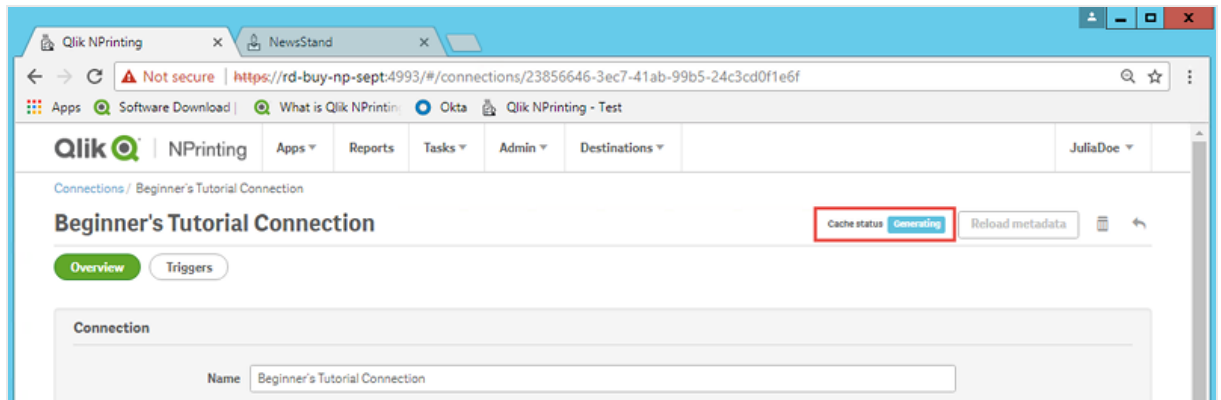 Qlik NPrinting NewsStand
Not secure | https://rd-buy-np-sept:4993/#/connections/23856646-3ec7-41ab-99b5-24c3cd0f1e6f
Apps Software Download | What is Qlik NPrinting Okta Qlik NPrinting - Test
Qlik NPrinting Apps Reports Tasks Admin Destinations JuliaDoe
Connections / Beginner's Tutorial Connection
Beginner's Tutorial Connection Cache status Generating Reload metadata
Overview Triggers
Connection
Name Beginner's Tutorial Connection